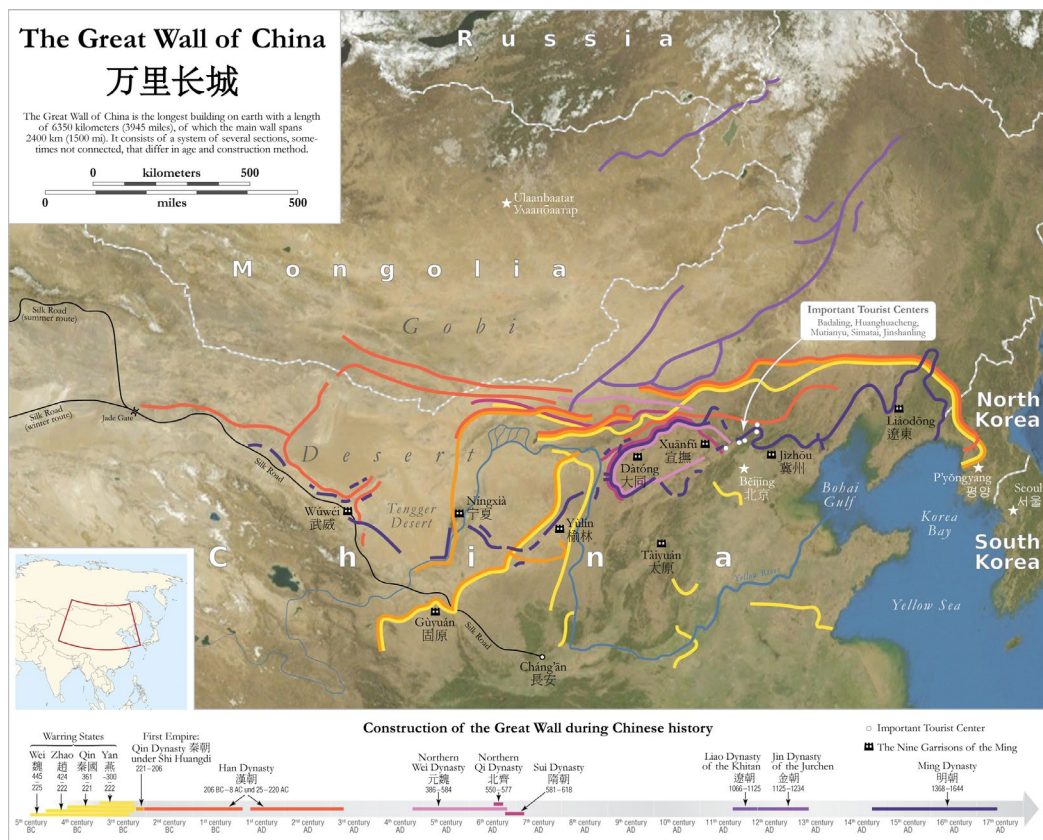 The Great Wall of China
万里长城
The Great Wall of China is the longest building on earth with a length
of 6350 kilometers (3945 miles), of which the main wall spans
2400 km (1500 mi). It consists of a system of several sections, some-
times not connected, that differ in age and construction method.
0 kilometers 500
0 miles 500
Russia
Ulaanbaatar
Улаанбаатар
Mongolia
Gobi
Desert
Important Tourist Centers
Badaling, Huanghuacheng,
Mutianyu, Simatai, Jinshanling
Silk Road
(summer route)
Silk Road
(winter route)
Jade Gate
Silk Road
North
Korea
Liáodōng
遼東
Xuānfǔ
宣撫
Dàtóng
大同
Jìzhōu
冀州
Běijīng
北京
P'yŏngyang
평양
Bohai
Gulf
Seoul
서울
Korea
Bay
South
Korea
Wǔwēi
武威
Tengger
Desert
Níngxià
宁夏
Yúlín
榆林
Tàiyuán
太原
China
Yellow River
Yellow Sea
Gùyuán
固原
Silk Road
Cháng'ān
長安
Construction of the Great Wall during Chinese history
Important Tourist Center
The Nine Garrisons of the Ming
Warring States
Wei
魏
445
–
225
Zhao
趙
424
–
222
Qin
秦國
361
–
221
Yan
燕
~300
–
222
First Empire:
Qin Dynasty 秦朝
under Shi Huangdi
221–206
Han Dynasty
漢朝
206 BC–8 AC und 25–220 AC
Northern
Wei Dynasty
元魏
386–584
Northern
Qi Dynasty
北齊
550–577
Sui Dynasty
隋朝
581–618
Liao Dynasty
of the Khitan
遼朝
1066–1125
Jin Dynasty
of the Jurchen
金朝
1125–1234
Ming Dynasty
明朝
1368–1644
5th century
BC
4th century
BC
3rd century
BC
2nd century
BC
1st century
BC
1st century
AD
2nd century
AD
3rd century
AD
4th century
AD
5th century
AD
6th century
AD
7th century
AD
8th century
AD
9th century
AD
10th century
AD
11th century
AD
12th century
AD
13th century
AD
14th century
AD
15th century
AD
16th century
AD
17th century
AD